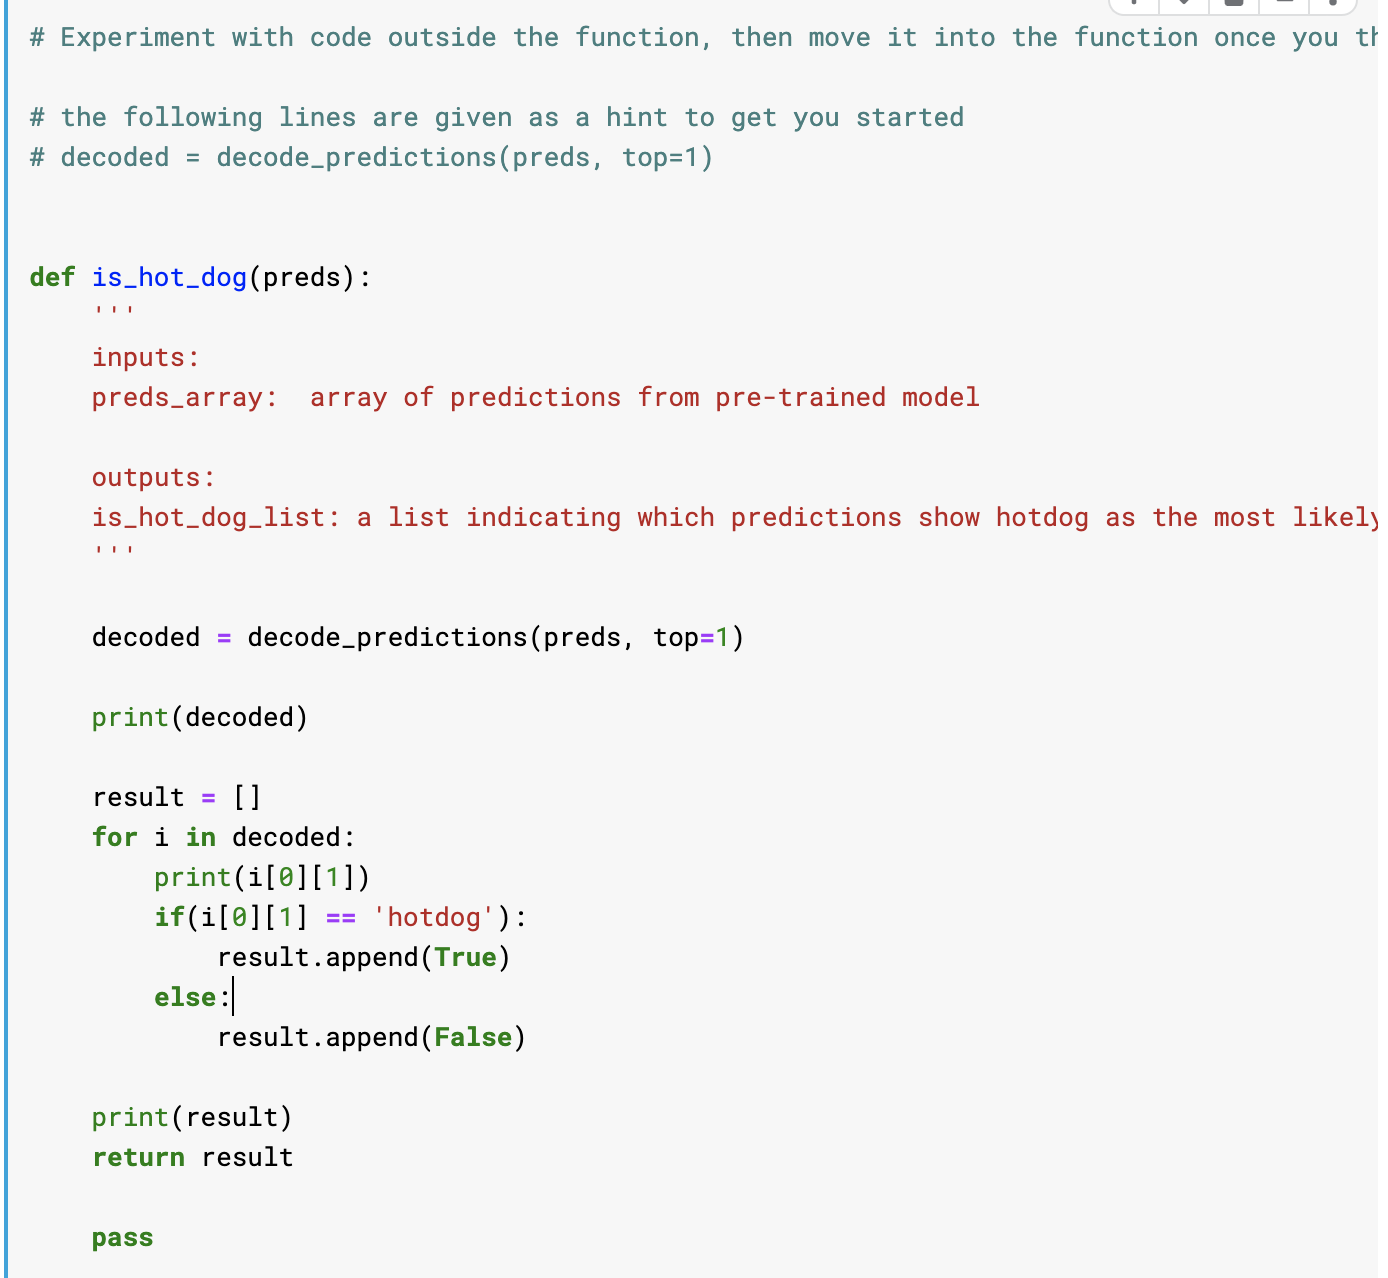 # Experiment with code outside the function, then move it into the function once you
# the following lines are given as a hint to get you started
# decoded = decode_predictions(preds, top=1)
def is_hot_dog(preds):
    '''
    inputs:
    preds_array:  array of predictions from pre-trained model
    outputs:
    is_hot_dog_list: a list indicating which predictions show hotdog as the most likely
    '''
    decoded = decode_predictions(preds, top=1)
    print(decoded)
    result = []
    for i in decoded:
        print(i[0][1])
        if(i[0][1] == 'hotdog'):
            result.append(True)
        else:
            result.append(False)
    print(result)
    return result
    pass